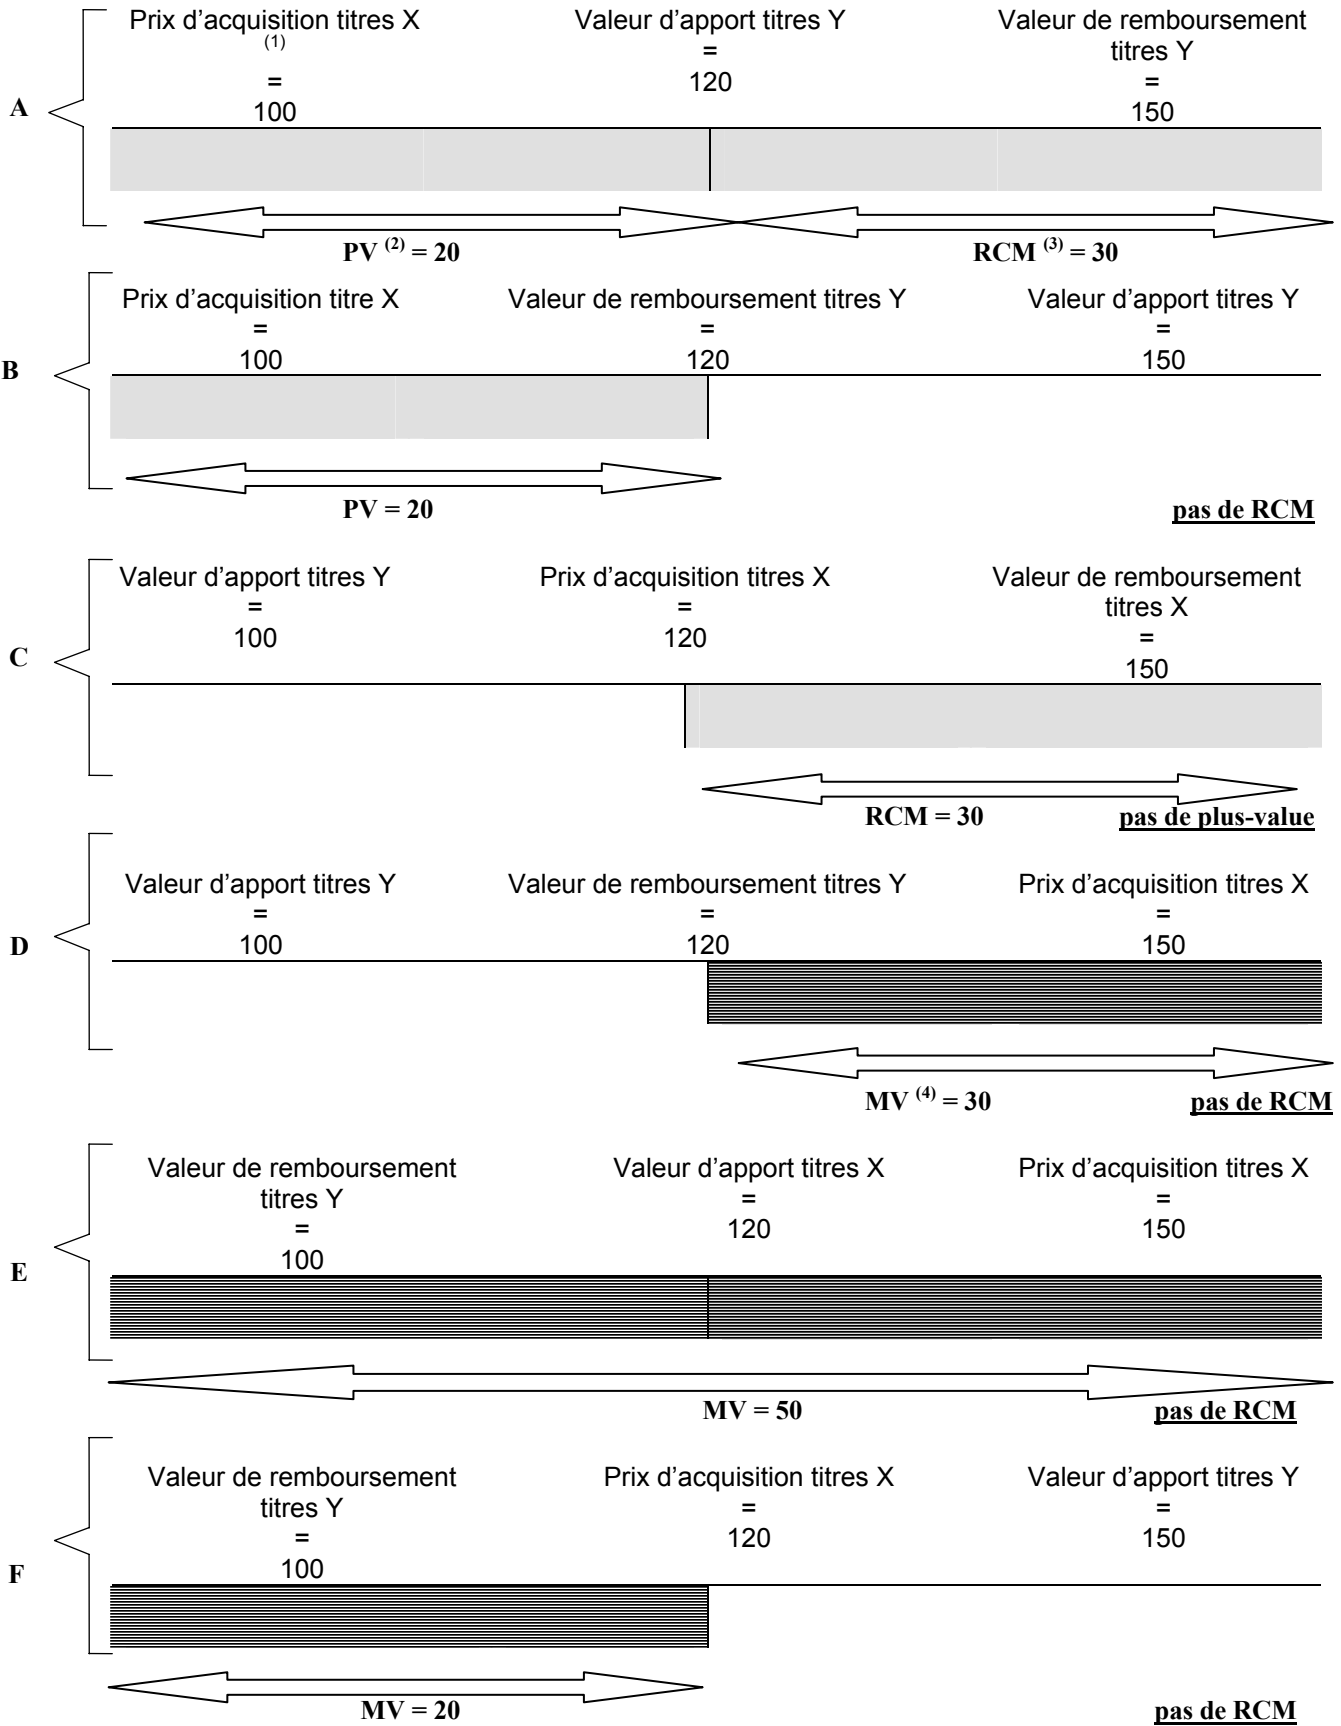 A
Prix d’acquisition titres X
(1)
=
100
Valeur d’apport titres Y
=
120
Valeur de remboursement
titres Y
=
150
PV (2) = 20
RCM (3) = 30
B
Prix d’acquisition titre X
=
100
Valeur de remboursement titres Y
=
120
Valeur d’apport titres Y
=
150
PV = 20
pas de RCM
C
Valeur d’apport titres Y
=
100
Prix d’acquisition titres X
=
120
Valeur de remboursement
titres X
=
150
RCM = 30
pas de plus-value
D
Valeur d’apport titres Y
=
100
Valeur de remboursement titres Y
=
120
Prix d’acquisition titres X
=
150
MV (4) = 30
pas de RCM
E
Valeur de remboursement
titres Y
=
100
Valeur d’apport titres X
=
120
Prix d’acquisition titres X
=
150
MV = 50
pas de RCM
F
Valeur de remboursement
titres Y
=
100
Prix d’acquisition titres X
=
120
Valeur d’apport titres Y
=
150
MV = 20
pas de RCM